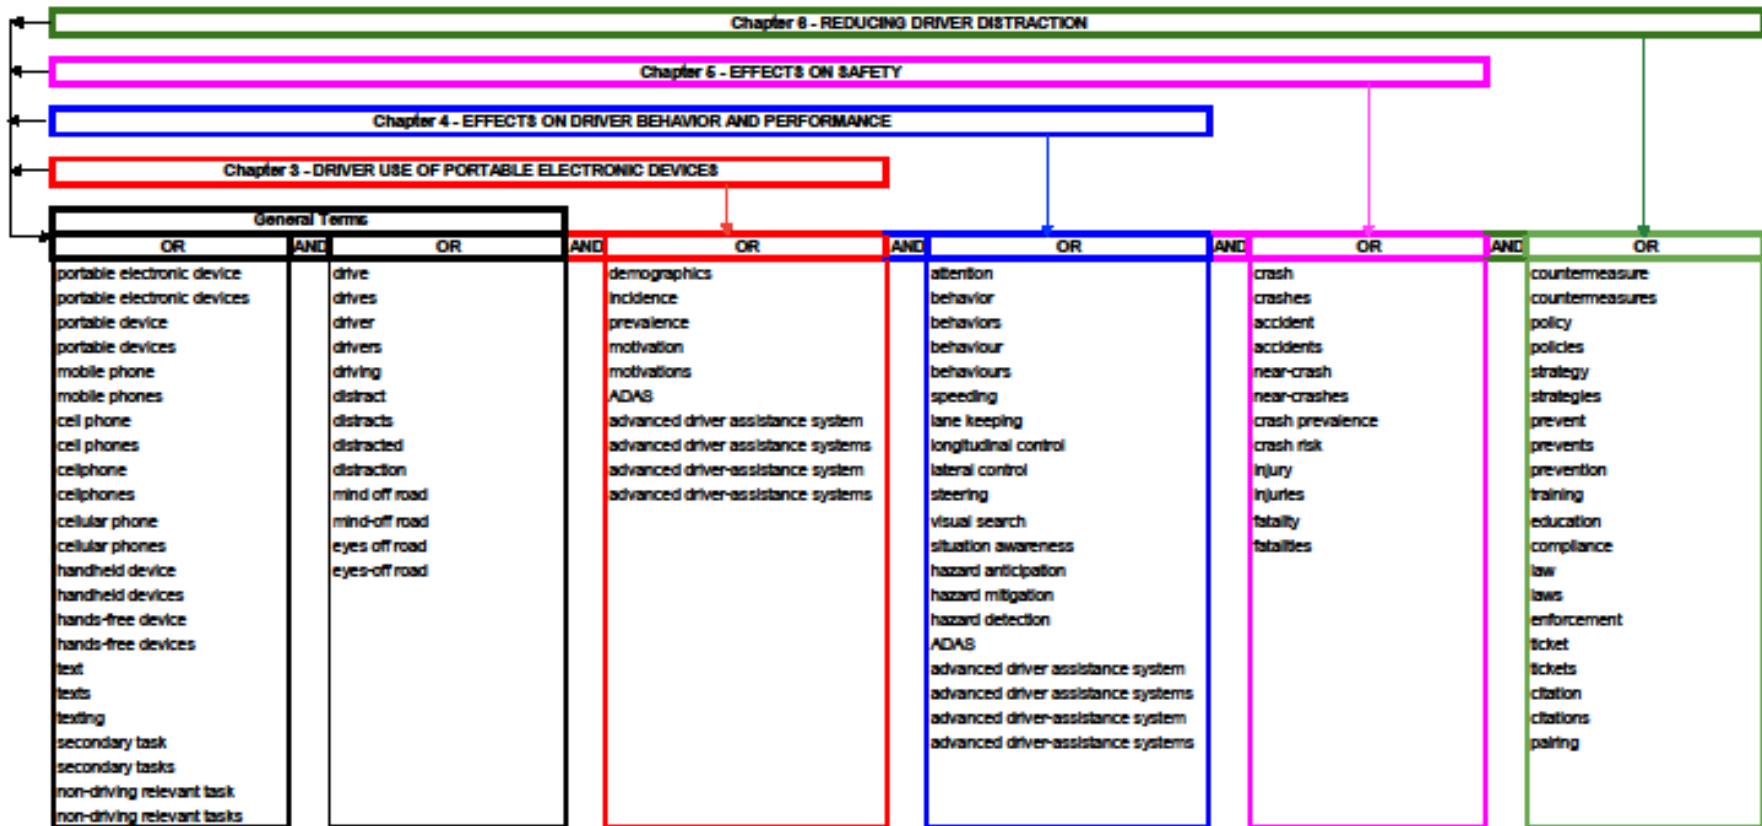 Chapter 6 - REDUCING DRIVER DISTRACTION
Chapter 5 - EFFECTS ON SAFETY
Chapter 4 - EFFECTS ON DRIVER BEHAVIOR AND PERFORMANCE
Chapter 3 - DRIVER USE OF PORTABLE ELECTRONIC DEVICES
General Terms
OR AND OR AND OR AND OR AND OR AND OR
portable electronic device
portable electronic devices
portable device
portable devices
mobile phone
mobile phones
cell phone
cell phones
cellphone
cellphones
cellular phone
cellular phones
handheld device
handheld devices
hands-free device
hands-free devices
text
texts
texting
secondary task
secondary tasks
non-driving relevant task
non-driving relevant tasks
drive
drives
driver
drivers
driving
distract
distracts
distracted
distraction
mind off road
mind-off road
eyes off road
eyes-off road
demographics
incidence
prevalence
motivation
motivations
ADAS
advanced driver assistance system
advanced driver assistance systems
advanced driver-assistance system
advanced driver-assistance systems
attention
behavior
behaviors
behaviour
behaviours
speeding
lane keeping
longitudinal control
lateral control
steering
visual search
situation awareness
hazard anticipation
hazard mitigation
hazard detection
ADAS
advanced driver assistance system
advanced driver assistance systems
advanced driver-assistance system
advanced driver-assistance systems
crash
crashes
accident
accidents
near-crash
near-crashes
crash prevalence
crash risk
injury
injuries
fatality
fatalities
countermeasure
countermeasures
policy
policies
strategy
strategies
prevent
prevents
prevention
training
education
compliance
law
laws
enforcement
ticket
tickets
citation
citations
pairing